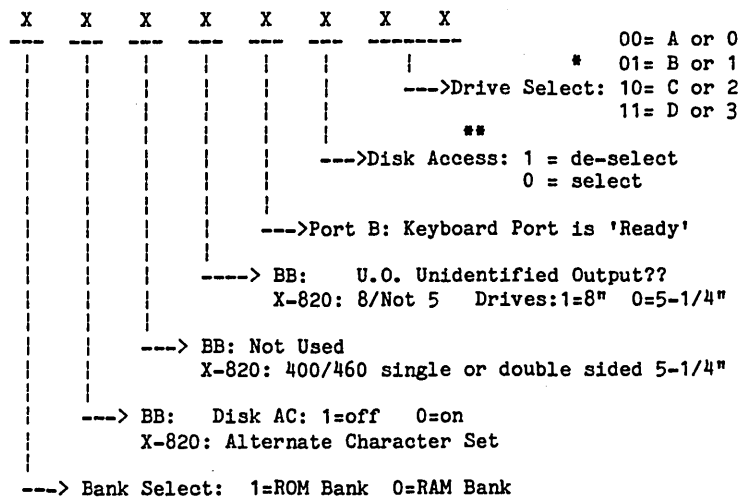 X X X X X X X X
00= A or 0
* 01= B or 1
--->Drive Select: 10= C or 2
11= D or 3
**
--->Disk Access: 1 = de-select
0 = select
--->Port B: Keyboard Port is 'Ready'
----> BB: U.O. Unidentified Output??
X-820: 8/Not 5 Drives:1=8" 0=5-1/4"
---> BB: Not Used
X-820: 400/460 single or double sided 5-1/4"
---> BB: Disk AC: 1=off 0=on
X-820: Alternate Character Set
---> Bank Select: 1=ROM Bank 0=RAM Bank